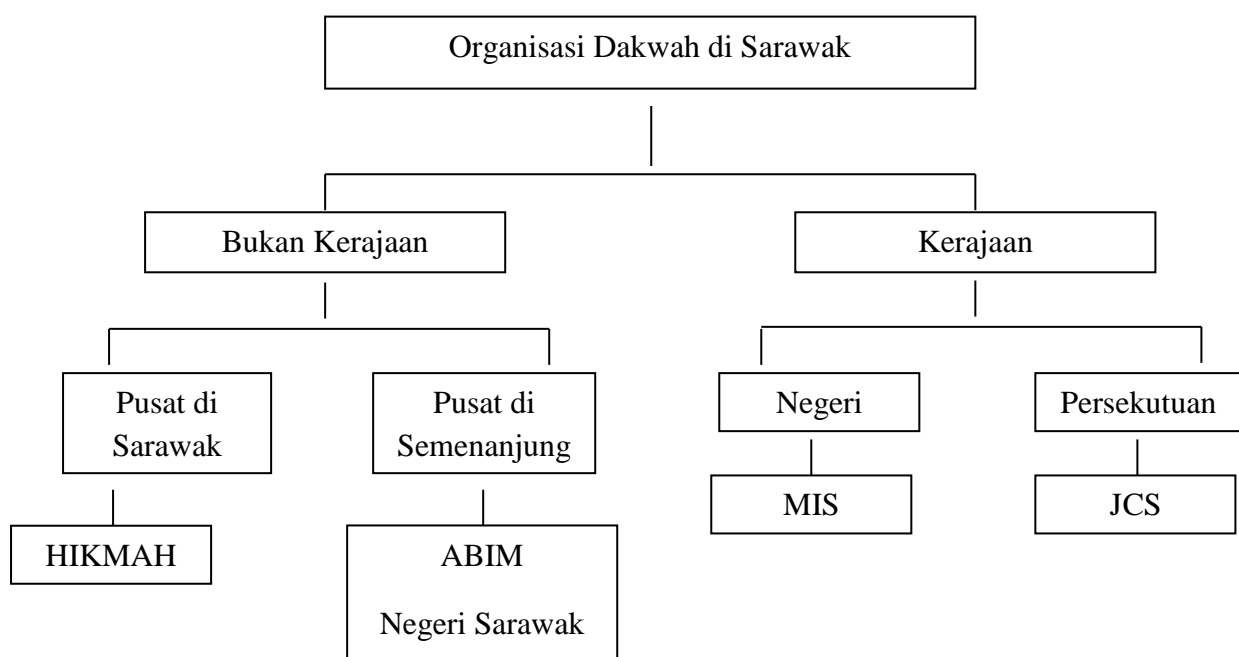 Organisasi Dakwah di Sarawak
Bukan Kerajaan
Kerajaan
Pusat di
Sarawak
Pusat di
Semenanjung
Negeri
Persekutuan
HIKMAH
ABIM
Negeri Sarawak
MIS
JCS